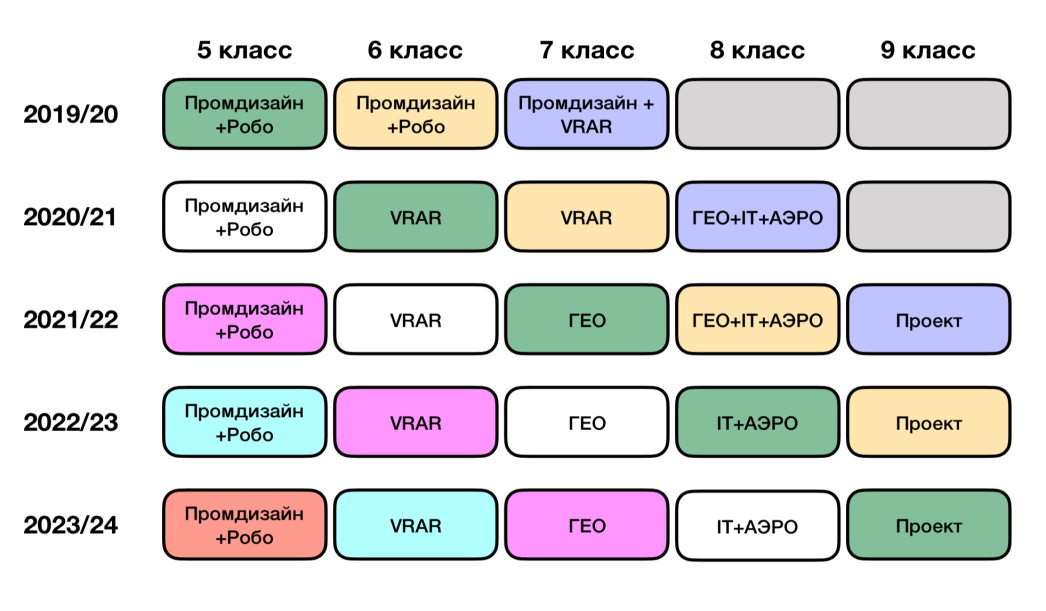 5 класс 6 класс 7 класс 8 класс 9 класс
2019/20
Промдизайн
+Робо
Промдизайн
+Робо
Промдизайн +
VRAR
2020/21
Промдизайн
+Робо
VRAR
VRAR
ГЕО+IT+АЭРО
2021/22
Промдизайн
+Робо
VRAR
ГЕО
ГЕО+IT+АЭРО
Проект
2022/23
Промдизайн
+Робо
VRAR
ГЕО
IT+АЭРО
Проект
2023/24
Промдизайн
+Робо
VRAR
ГЕО
IT+АЭРО
Проект